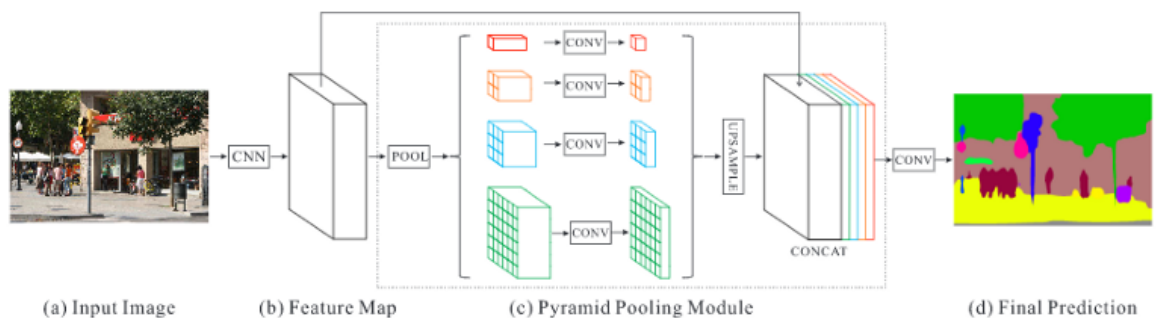 CONV
CONV
CNN
POOL
CONV
UPSAMPLE
CONV
CONV
CONCAT
(a) Input Image
(b) Feature Map
(c) Pyramid Pooling Module
(d) Final Prediction